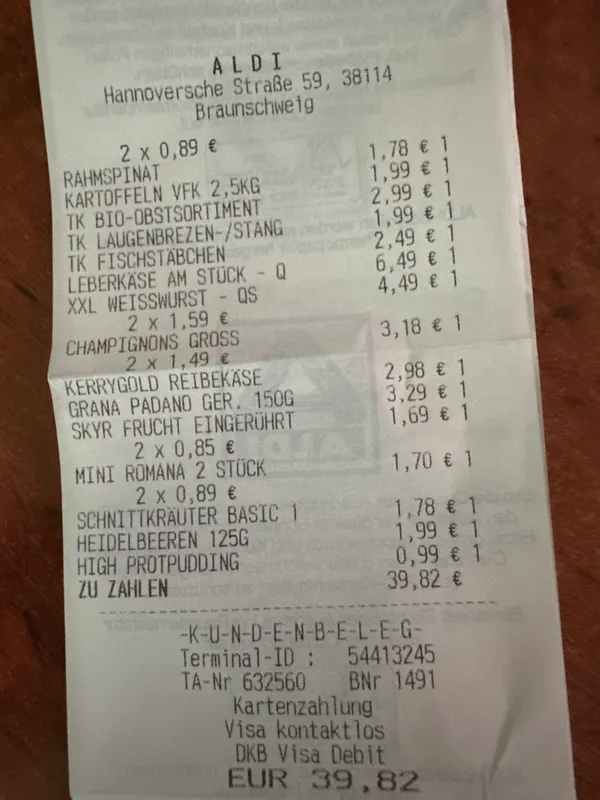 ALDI
Hannoversche Straße 59, 38114
Braunschweig
2 x 0,89 €
RAHMSPINAT 1,78 € 1
KARTOFFELN VFK 2,5KG 1,99 € 1
TK BIO-OBSTSORTIMENT 2,99 € 1
TK LAUGENBREZEN-/STANG 1,99 € 1
TK FISCHSTÄBCHEN 2,49 € 1
LEBERKÄSE AM STÜCK - Q 6,49 € 1
XXL WEISSWURST - QS 4,49 € 1
2 x 1,59 €
CHAMPIGNONS GROSS 3,18 € 1
2 x 1,49 €
KERRYGOLD REIBEKÄSE 2,98 € 1
GRANA PADANO GER. 150G 3,29 € 1
SKYR FRUCHT EINGERÜHRT 1,69 € 1
2 x 0,85 €
MINI ROMANA 2 STÜCK 1,70 € 1
2 x 0,89 €
SCHNITTKRÄUTER BASIC 1 1,78 € 1
HEIDELBEEREN 125G 1,99 € 1
HIGH PROTPUDDING 0,99 € 1
ZU ZAHLEN 39,82 €
-K-U-N-D-E-N-B-E-L-E-G-
Terminal-ID : 54413245
TA-Nr 632560 BNr 1491
Kartenzahlung
Visa kontaktlos
DKB Visa Debit
EUR 39,82